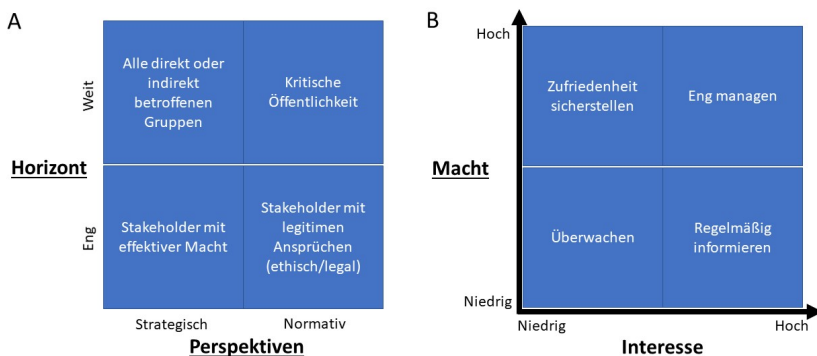 A
Weit
Alle direkt oder
indirekt
betroffenen
Gruppen
Kritische
Öffentlichkeit
Horizont
Eng
Stakeholder mit
effektiver Macht
Stakeholder mit
legitimen
Ansprüchen
(ethisch/legal)
Strategisch
Normativ
Perspektiven
B
Hoch
Zufriedenheit
sicherstellen
Eng managen
Macht
Überwachen
Regelmäßig
informieren
Niedrig
Niedrig
Hoch
Interesse